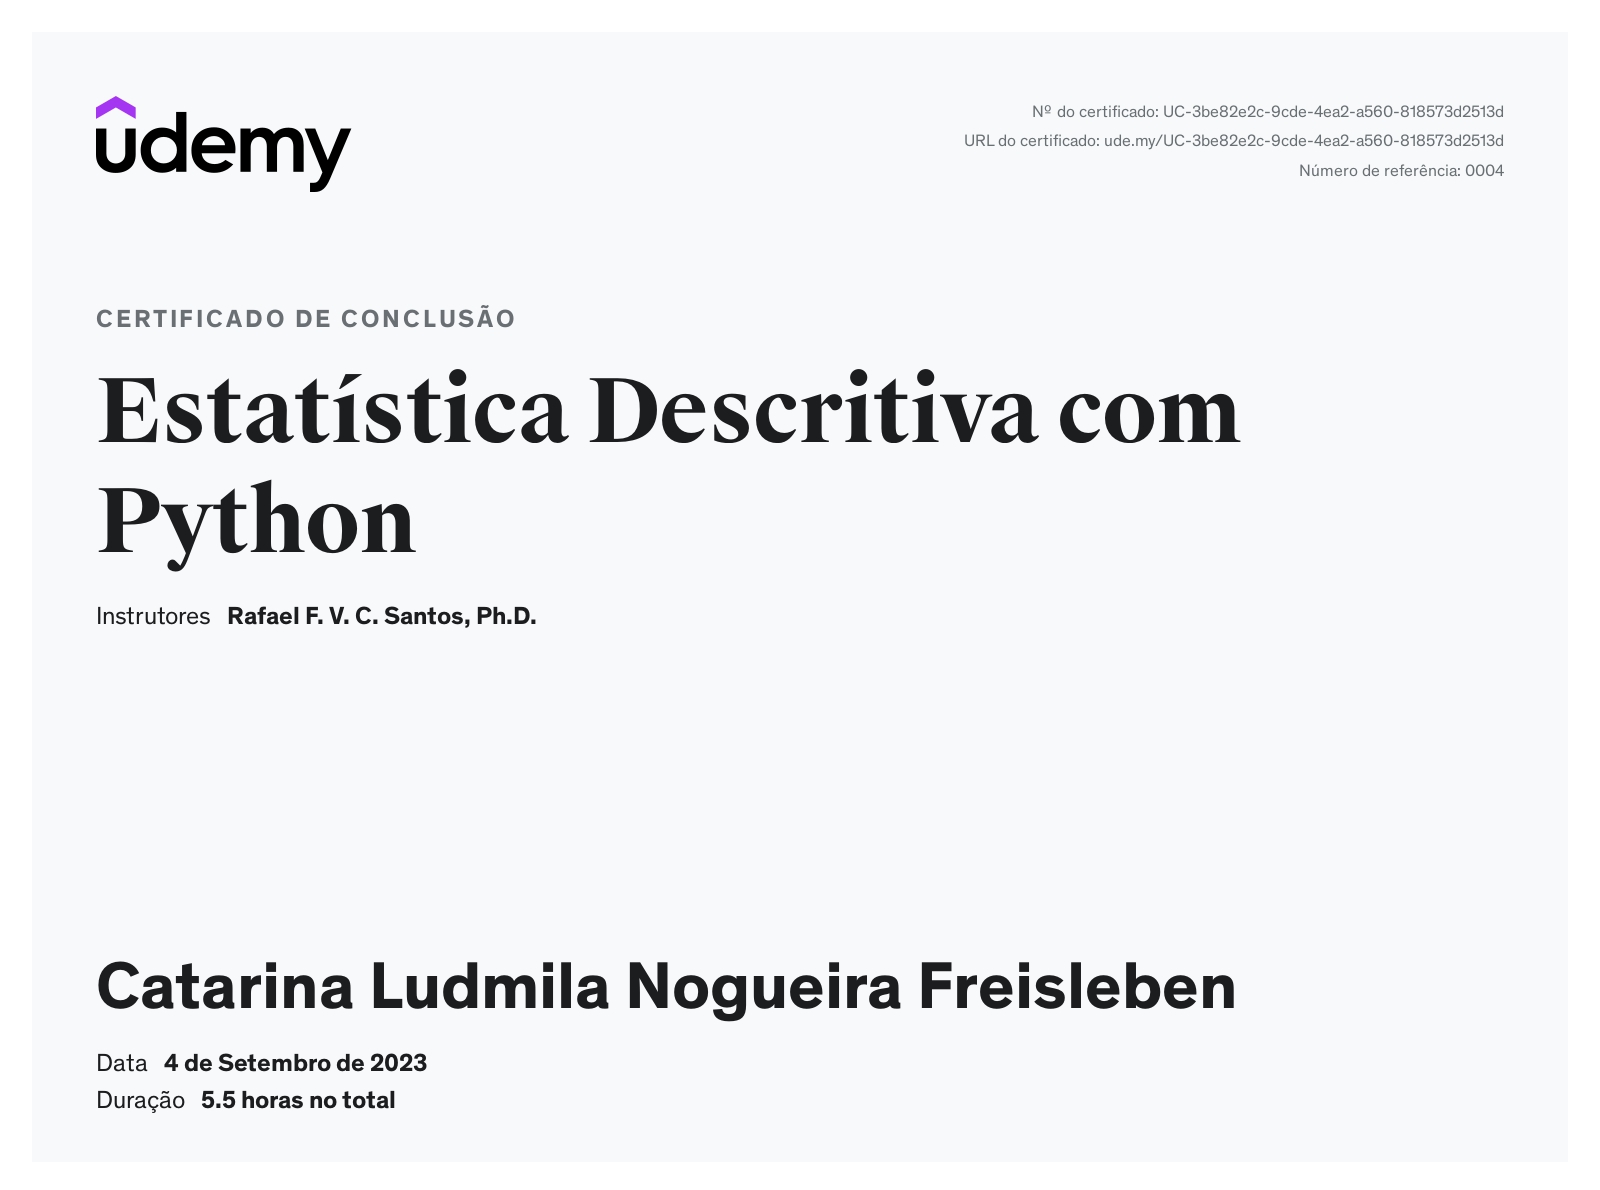 udemy
Nº do certificado: UC-3be82e2c-9cde-4ea2-a560-818573d2513d
URL do certificado: ude.my/UC-3be82e2c-9cde-4ea2-a560-818573d2513d
Número de referência: 0004
CERTIFICADO DE CONCLUSÃO
Estatística Descritiva com
Python
Instrutores Rafael F. V. C. Santos, Ph.D.
Catarina Ludmila Nogueira Freisleben
Data 4 de Setembro de 2023
Duração 5.5 horas no total